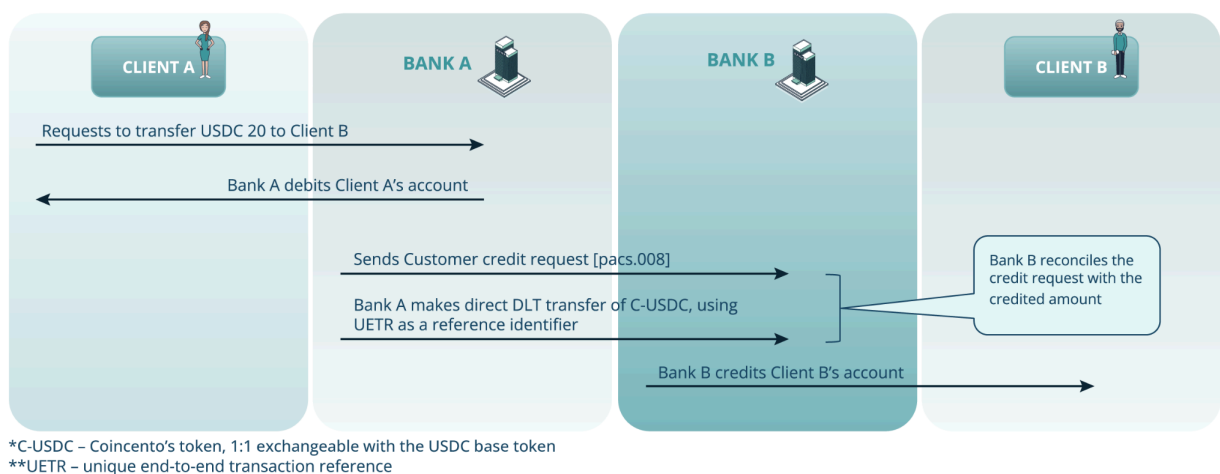 CLIENT A
BANK A
BANK B
CLIENT B
Requests to transfer USDC 20 to Client B
Bank A debits Client A’s account
Sends Customer credit request [pacs.008]
Bank A makes direct DLT transfer of C-USDC, using
UETR as a reference identifier
Bank B reconciles the
credit request with the
credited amount
Bank B credits Client B’s account
*C-USDC – Coincento’s token, 1:1 exchangeable with the USDC base token
**UETR – unique end-to-end transaction reference